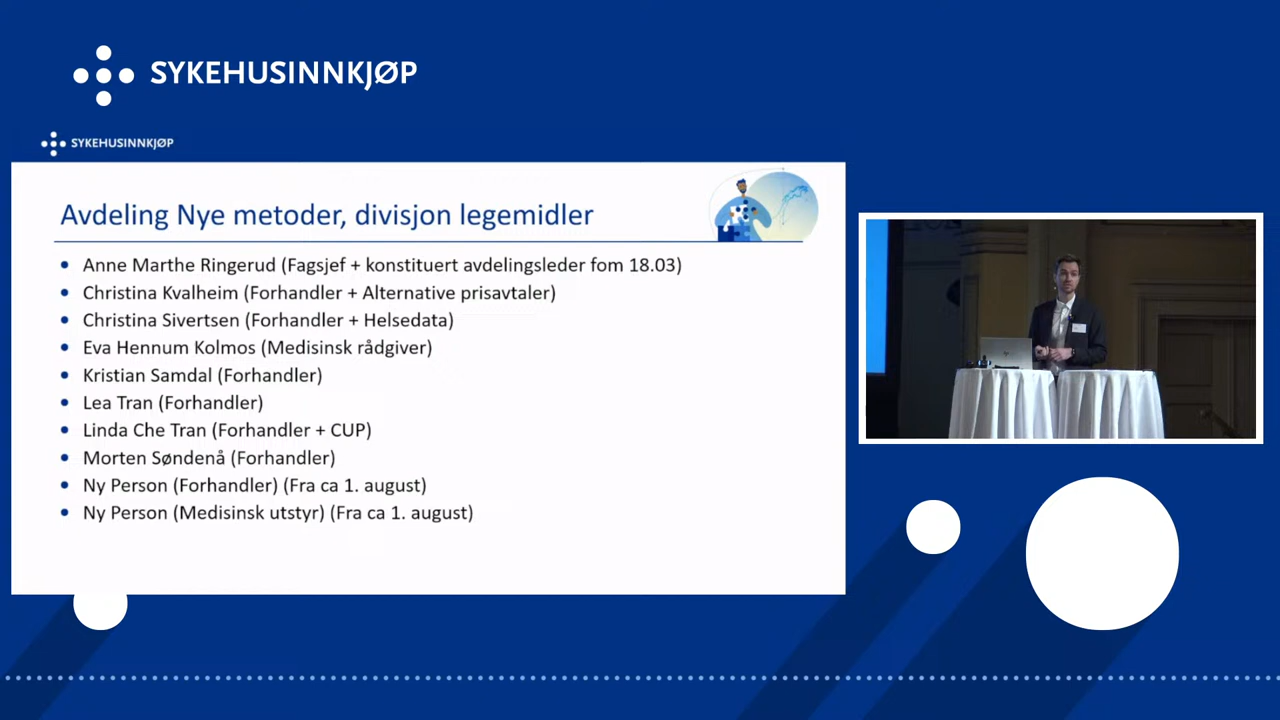 SYKEHUSINNKJØP
SYKEHUSINNKJØP
Avdeling Nye metoder, divisjon legemidler
Anne Marthe Ringerud (Fagsjef + konstituert avdelingsleder fom 18.03)
Christina Kvalheim (Forhandler + Alternative prisavtaler)
Christina Sivertsen (Forhandler + Helsedata)
Eva Hennum Kolmos (Medisinsk rådgiver)
Kristian Samdal (Forhandler)
Lea Tran (Forhandler)
Linda Che Tran (Forhandler + CUP)
Morten Søndenå (Forhandler)
Ny Person (Forhandler) (Fra ca 1. august)
Ny Person (Medisinsk utstyr) (Fra ca 1. august)